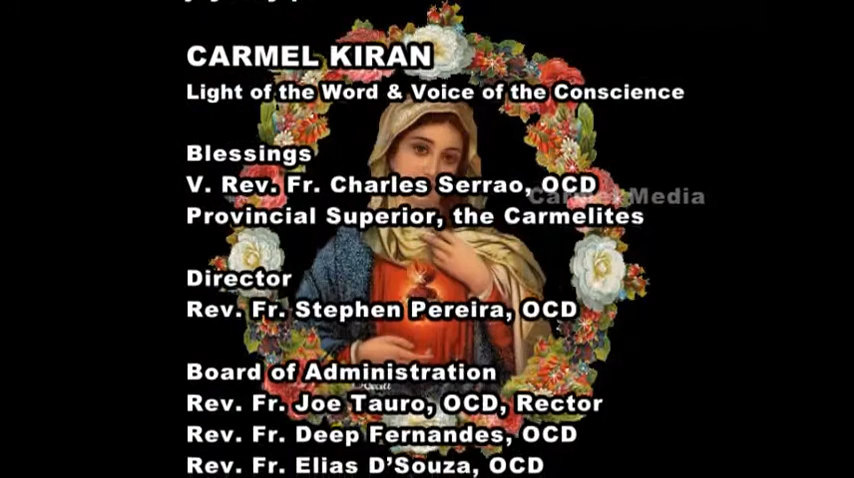 CARMEL KIRAN
Light of the Word & Voice of the Conscience
Blessings
V. Rev. Fr. Charles Serrao, OCD
Carmel Media
Provincial Superior, the Carmelites
Director
Rev. Fr. Stephen Pereira, OCD
Board of Administration
Rev. Fr. Joe Tauro, OCD, Rector
Rev. Fr. Deep Fernandes, OCD
Rev. Fr. Elias D’Souza, OCD